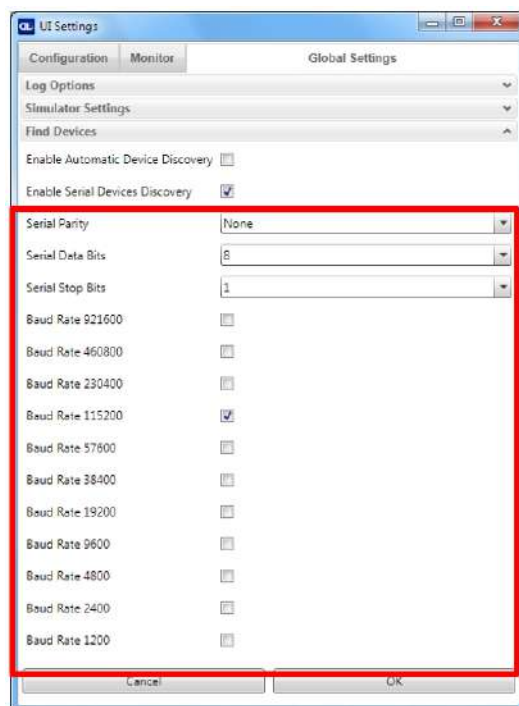 UI Settings
Configuration Monitor Global Settings
Log Options
Simulator Settings
Find Devices
Enable Automatic Device Discovery
Enable Serial Devices Discovery
Serial Parity None
Serial Data Bits 8
Serial Stop Bits 1
Baud Rate 921600
Baud Rate 460800
Baud Rate 230400
Baud Rate 115200
Baud Rate 57600
Baud Rate 38400
Baud Rate 19200
Baud Rate 9600
Baud Rate 4800
Baud Rate 2400
Baud Rate 1200
Cancel OK